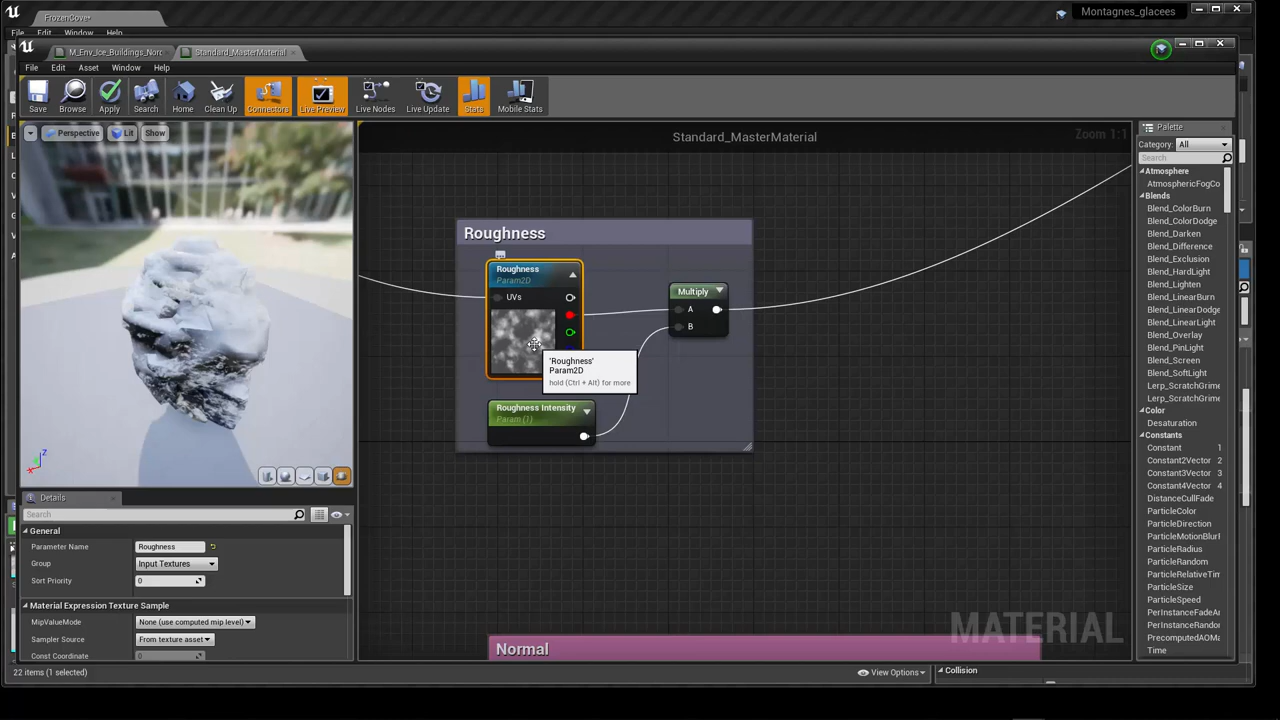 FrozenCove*
Montagnes_glacees
File Edit Window Help
M_Env_Ice_Buildings_Nord
Standard_MasterMaterial
File Edit Asset Window Help
Save Browse Apply Search Home Clean Up Connectors Live Preview Live Nodes Live Update Stats Mobile Stats
Perspective Lit Show
Standard_MasterMaterial
Zoom 1:1
Roughness
Roughness
Param2D
UVs
Multiply
A
B
'Roughness'
Param2D
hold (Ctrl + Alt) for more
Roughness Intensity
Param (1)
Normal
MATERIAL
Z
Details
Search
General
Parameter Name Roughness
Group Input Textures
Sort Priority 0
Material Expression Texture Sample
MipValueMode None (use computed mip level)
Sampler Source From texture asset
Const Coordinate 0
Palette
Category: All
Search
Atmosphere
AtmosphericFogCo
Blends
Blend_ColorBurn
Blend_ColorDodge
Blend_Darken
Blend_Difference
Blend_Exclusion
Blend_HardLight
Blend_Lighten
Blend_LinearBurn
Blend_LinearDodge
Blend_LinearLight
Blend_Overlay
Blend_PinLight
Blend_Screen
Blend_SoftLight
Lerp_ScratchGrime
Lerp_ScratchGrime
Color
Desaturation
Constants
Constant 1
Constant2Vector 2
Constant3Vector 3
Constant4Vector 4
DistanceCullFade
ParticleColor
ParticleDirection
ParticleMotionBlurF
ParticleRadius
ParticleRandom
ParticleRelativeTim
ParticleSize
ParticleSpeed
PerInstanceFadeAm
PerInstanceRandom
PrecomputedAOMa
Time
22 items (1 selected)
View Options
Collision